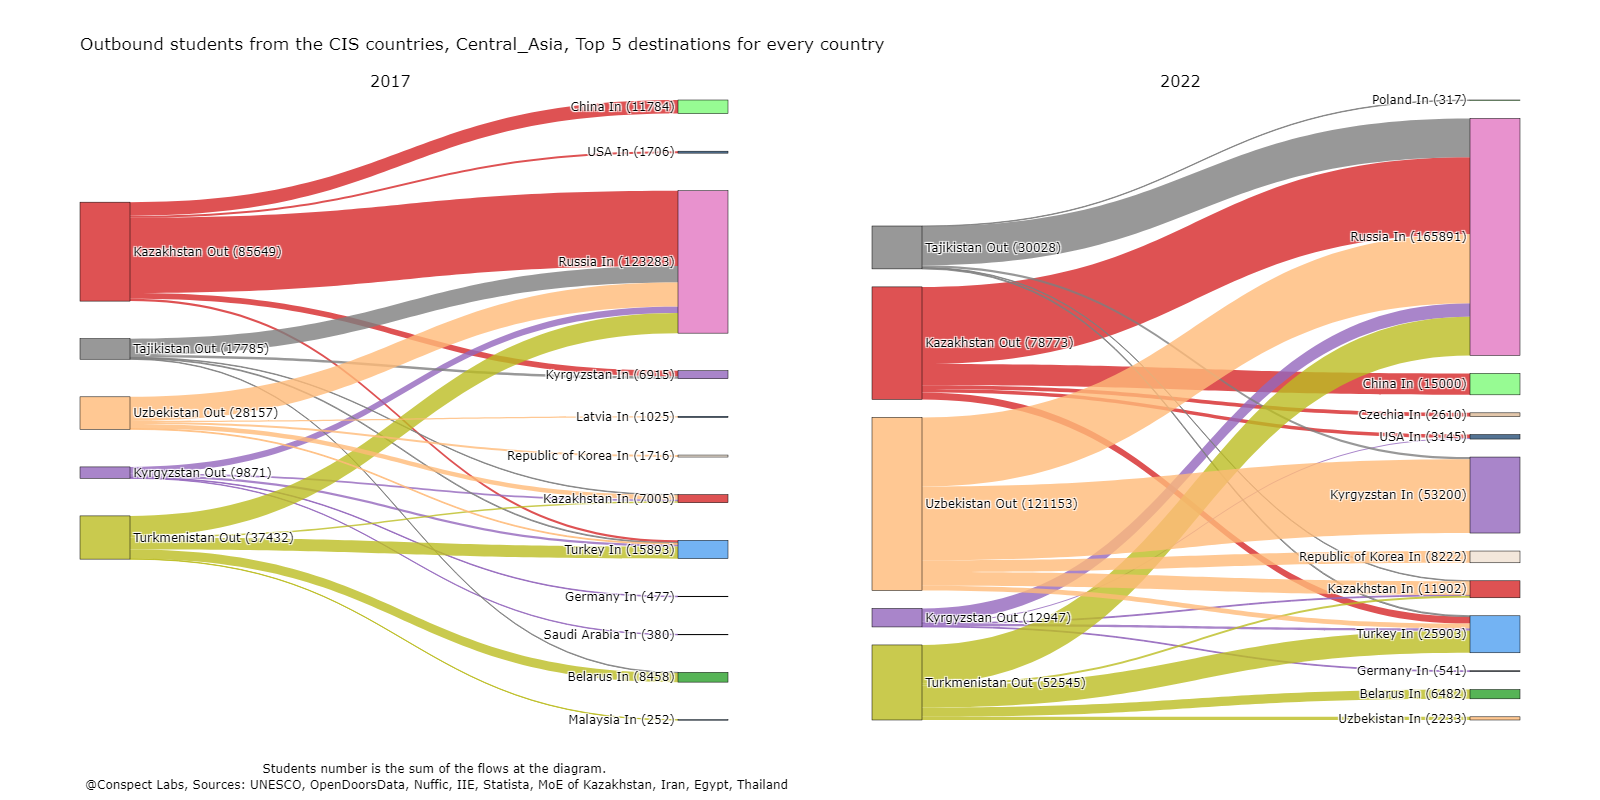 Outbound students from the CIS countries, Central_Asia, Top 5 destinations for every country
2017
China In (11784)
USA In (1706)
Kazakhstan Out (85649)
Russia In (123283)
Tajikistan Out (17785)
Kyrgyzstan In (6915)
Uzbekistan Out (28157)
Latvia In (1025)
Republic of Korea In (1716)
Kyrgyzstan Out (9871)
Kazakhstan In (7005)
Turkmenistan Out (37432)
Turkey In (15893)
Germany In (477)
Saudi Arabia In (380)
Belarus In (8458)
Malaysia In (252)
2022
Poland In (317)
Russia In (165891)
Tajikistan Out (30028)
Kazakhstan Out (78773)
China In (15000)
Czechia In (2610)
USA In (3145)
Kyrgyzstan In (53200)
Uzbekistan Out (121153)
Republic of Korea In (8222)
Kazakhstan In (11902)
Kyrgyzstan Out (12947)
Turkey In (25903)
Germany In (541)
Turkmenistan Out (52545)
Belarus In (6482)
Uzbekistan In (2233)
Students number is the sum of the flows at the diagram.
@Conspect Labs, Sources: UNESCO, OpenDoorsData, Nuffic, IIE, Statista, MoE of Kazakhstan, Iran, Egypt, Thailand